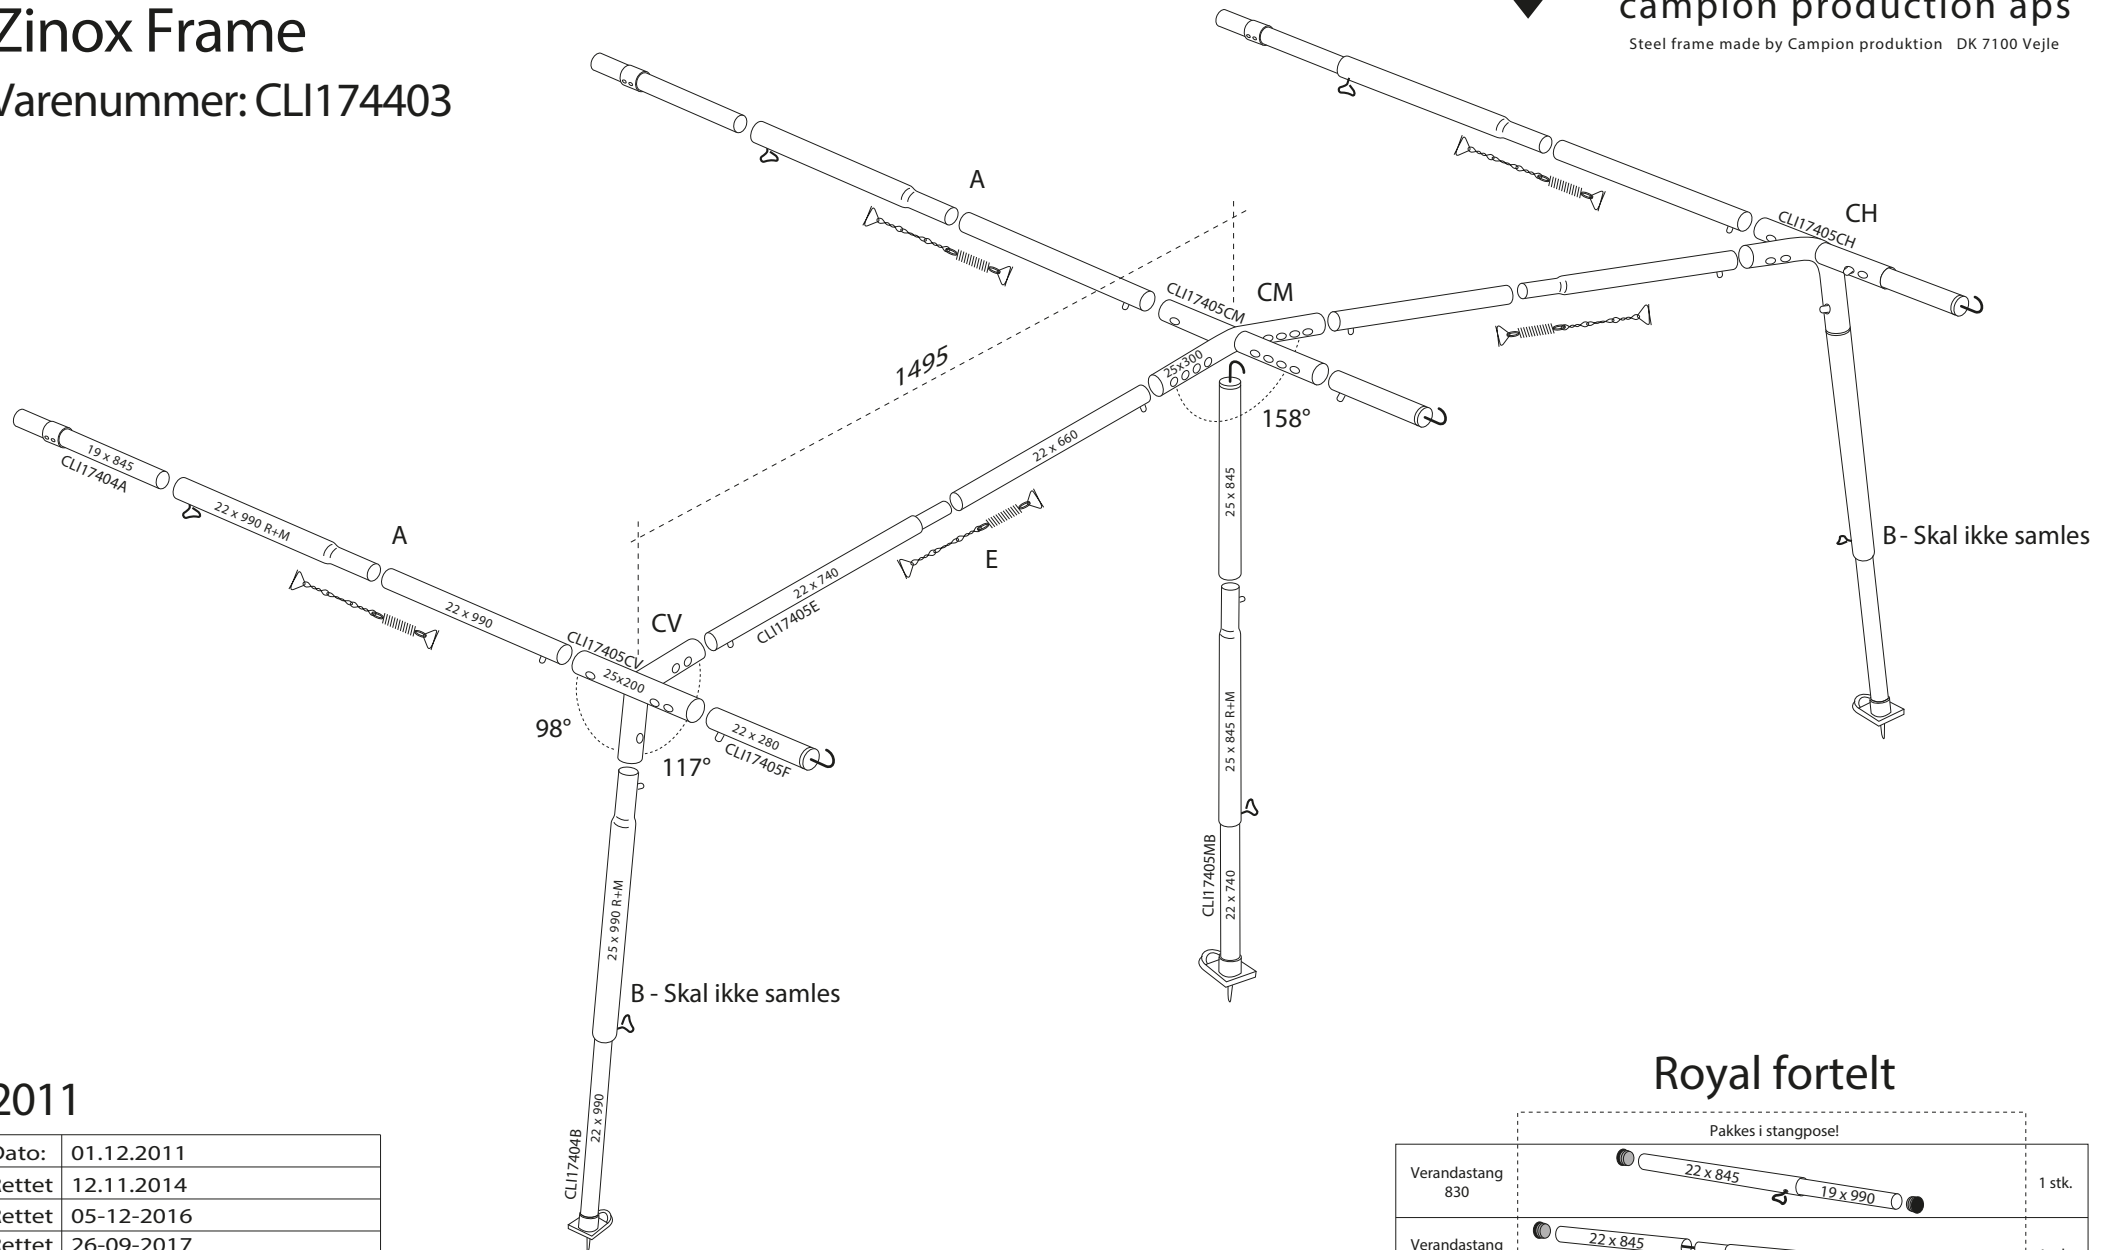 Zinox Frame
Varenummer: CLI174403
campion production aps
Steel frame made by Campion produktion DK 7100 Vejle
A
CH
CLI17405CH
CM
CLI17405CM
25x300
158°
1495
19 x 845
CLI17404A
22 x 990 R+M
A
22 x 990
22 x 660
22 x 740
CLI17405E
E
25 x 845
B - Skal ikke samles
CV
CLI17405CV
25x200
98°
117°
22 x 280
CLI17405F
25 x 845 R+M
CLI17405MB
22 x 740
25 x 990 R+M
B - Skal ikke samles
22 x 990
CLI17404B
2011
Dato: 01.12.2011
Rettet 12.11.2014
Rettet 05-12-2016
Rettet 26-09-2017
Royal fortelt
Pakkes i stangpose!
Verandastang
830
22 x 845
19 x 990
1 stk.
Verandastang
22 x 845